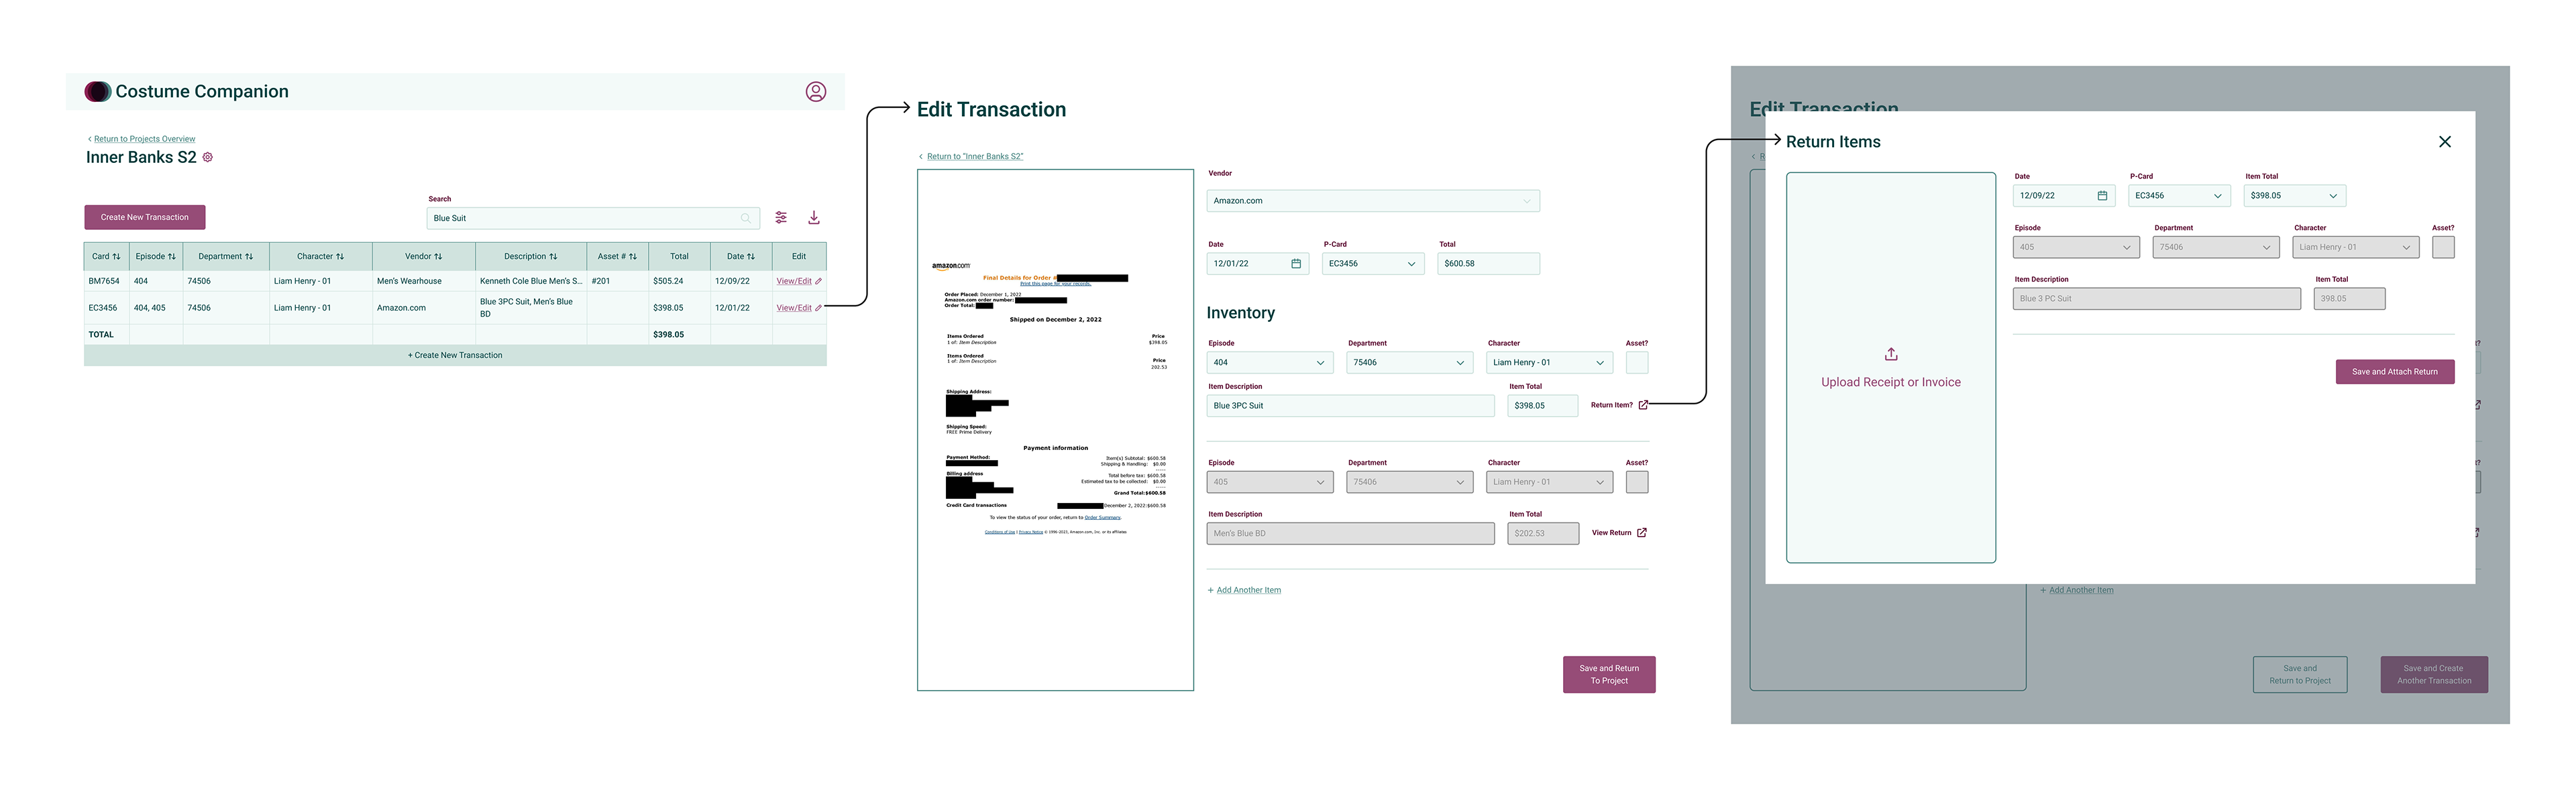 Costume Companion
Return to Projects Overview
Inner Banks S2
Search
Create New Transaction
Blue Suit
Card Episode Department Character Vendor Description Asset # Total Date Edit
BM7654 404 74506 Liam Henry - 01 Men's Wearhouse Kenneth Cole Blue Men's S... #201 $505.24 12/09/22 View/Edit
EC3456 404, 405 74506 Liam Henry - 01 Amazon.com Blue 3PC Suit, Men's Blue BD $398.05 12/01/22 View/Edit
TOTAL $398.05
+ Create New Transaction
Edit Transaction
Return to "Inner Banks S2"
amazon.com
Final Details for Order #
Print this page for your records.
Order Placed: December 1, 2022
Amazon.com order number:
Order Total:
Shipped on December 2, 2022
Items Ordered Price
1 of: Item Description $398.05
Items Ordered Price
1 of: Item Description 202.53
Shipping Address:
Shipping Speed:
FREE Prime Delivery
Payment information
Payment Method:
Item(s) Subtotal: $600.58
Shipping & Handling: $0.00
-----
Billing address
Total before tax: $600.58
Estimated tax to be collected: $0.00
-----
Grand Total:$600.58
Credit Card transactions December 2, 2022:$600.58
To view the status of your order, return to Order Summary.
Conditions of Use | Privacy Notice © 1996-2023, Amazon.com, Inc. or its affiliates
Vendor
Amazon.com
Date P-Card Total
12/01/22 EC3456 $600.58
Inventory
Episode Department Character Asset?
404 75406 Liam Henry - 01
Item Description Item Total
Blue 3PC Suit $398.05 Return Item?
Episode Department Character Asset?
405 75406 Liam Henry - 01
Item Description Item Total
Men's Blue BD $202.53 View Return
+ Add Another Item
Save and Return
To Project
Edit Transaction
Return Items
Upload Receipt or Invoice
Date P-Card Item Total
12/09/22 EC3456 $398.05
Episode Department Character Asset?
405 75406 Liam Henry - 01
Item Description Item Total
Blue 3 PC Suit 398.05
Save and Attach Return
+ Add Another Item
Save and
Return to Project
Save and Create
Another Transaction